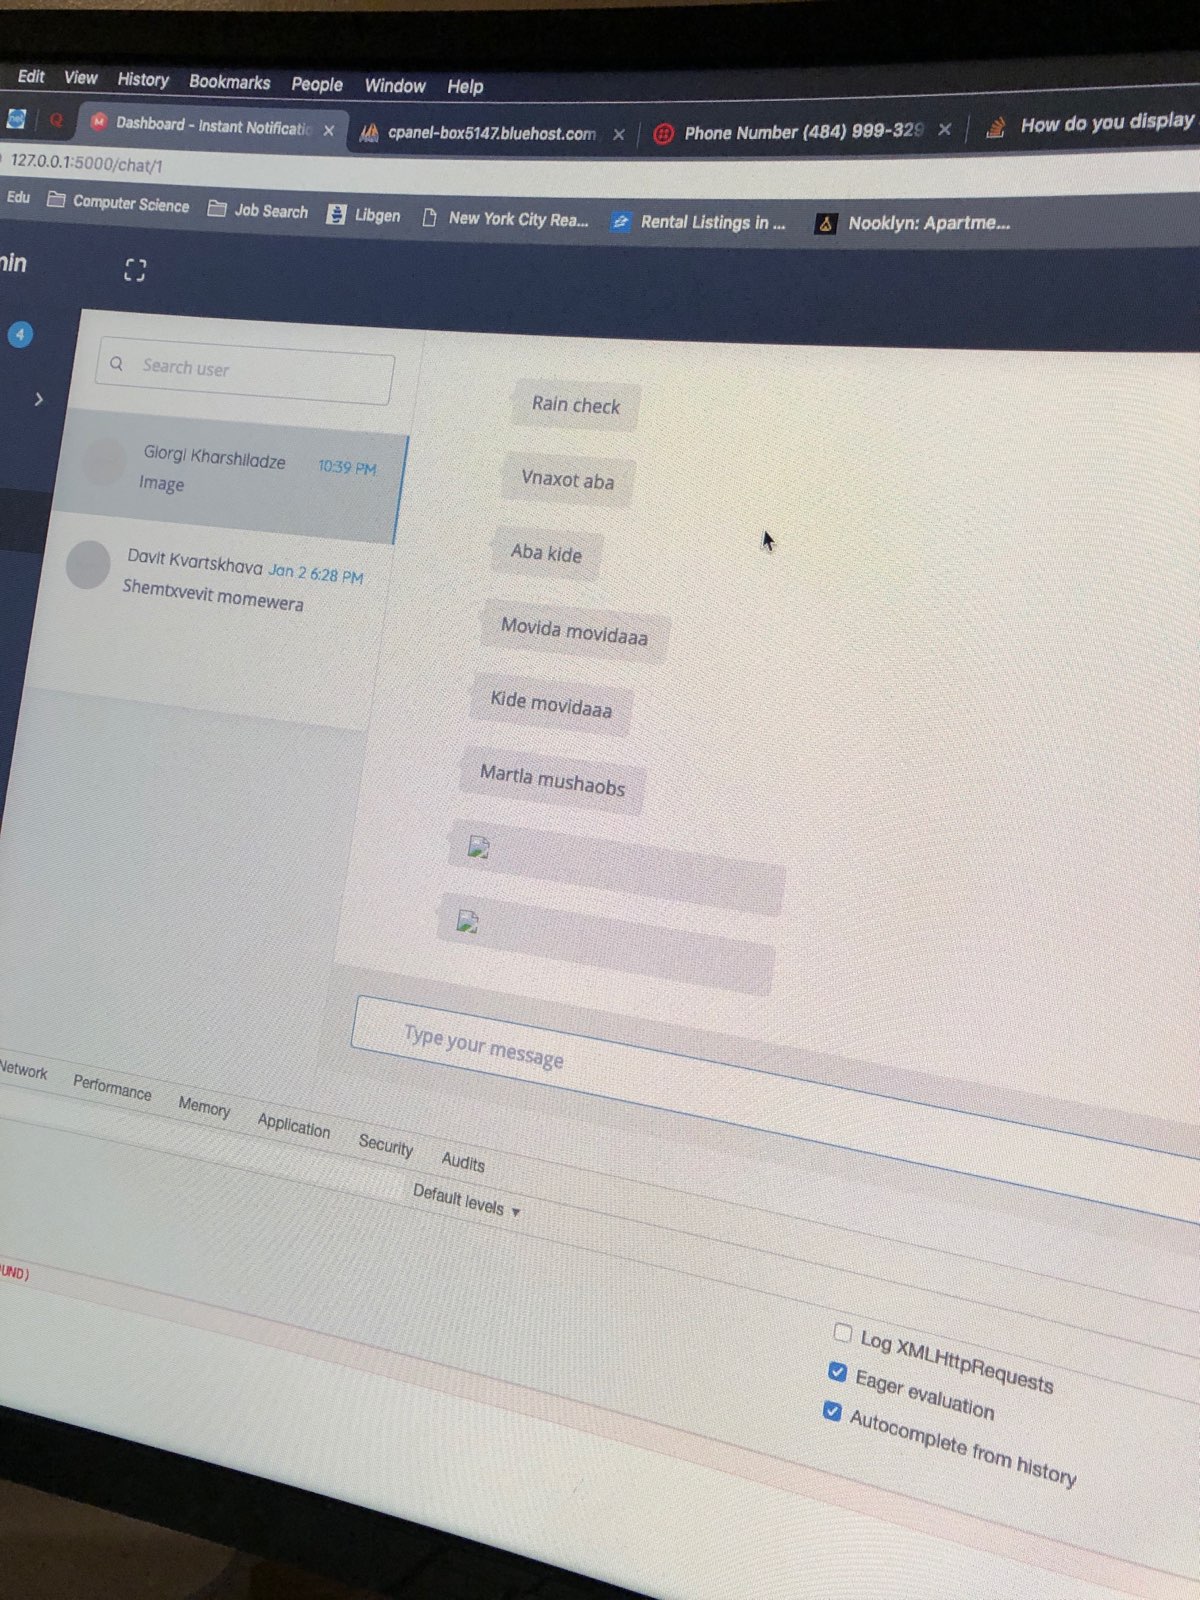 Edit View History Bookmarks People Window Help
Dashboard - Instant Notificatio × cpanel-box5147.bluehost.com × Phone Number (484) 999-329 × How do you display
127.0.0.1:5000/chat/1
Edu Computer Science Job Search Libgen New York City Rea... Rental Listings in ... Nooklyn: Apartme...
min
4
Search user
Giorgi Kharshiladze 10:39 PM
Image
Davit Kvartskhava Jan 2 6:28 PM
Shemtxvevit momewera
Rain check
Vnaxot aba
Aba kide
Movida movidaaa
Kide movidaaa
Martla mushaobs
Type your message
Network Performance Memory Application Security Audits
Default levels ▼
UND)
Log XMLHttpRequests
Eager evaluation
Autocomplete from history